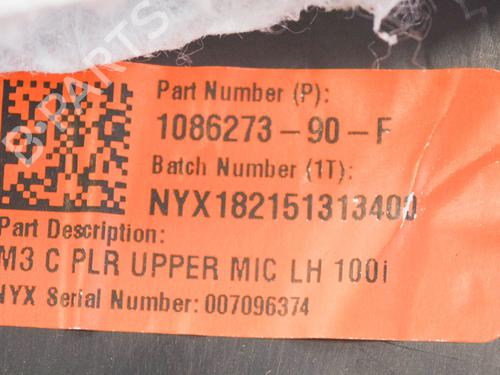 Part Number (P):
1086273-90-F
Batch Number (1T):
NYX182151313400
Part Description:
M3 C PLR UPPER MIC LH 100i
NYX Serial Number: 007096374
B-PARTS